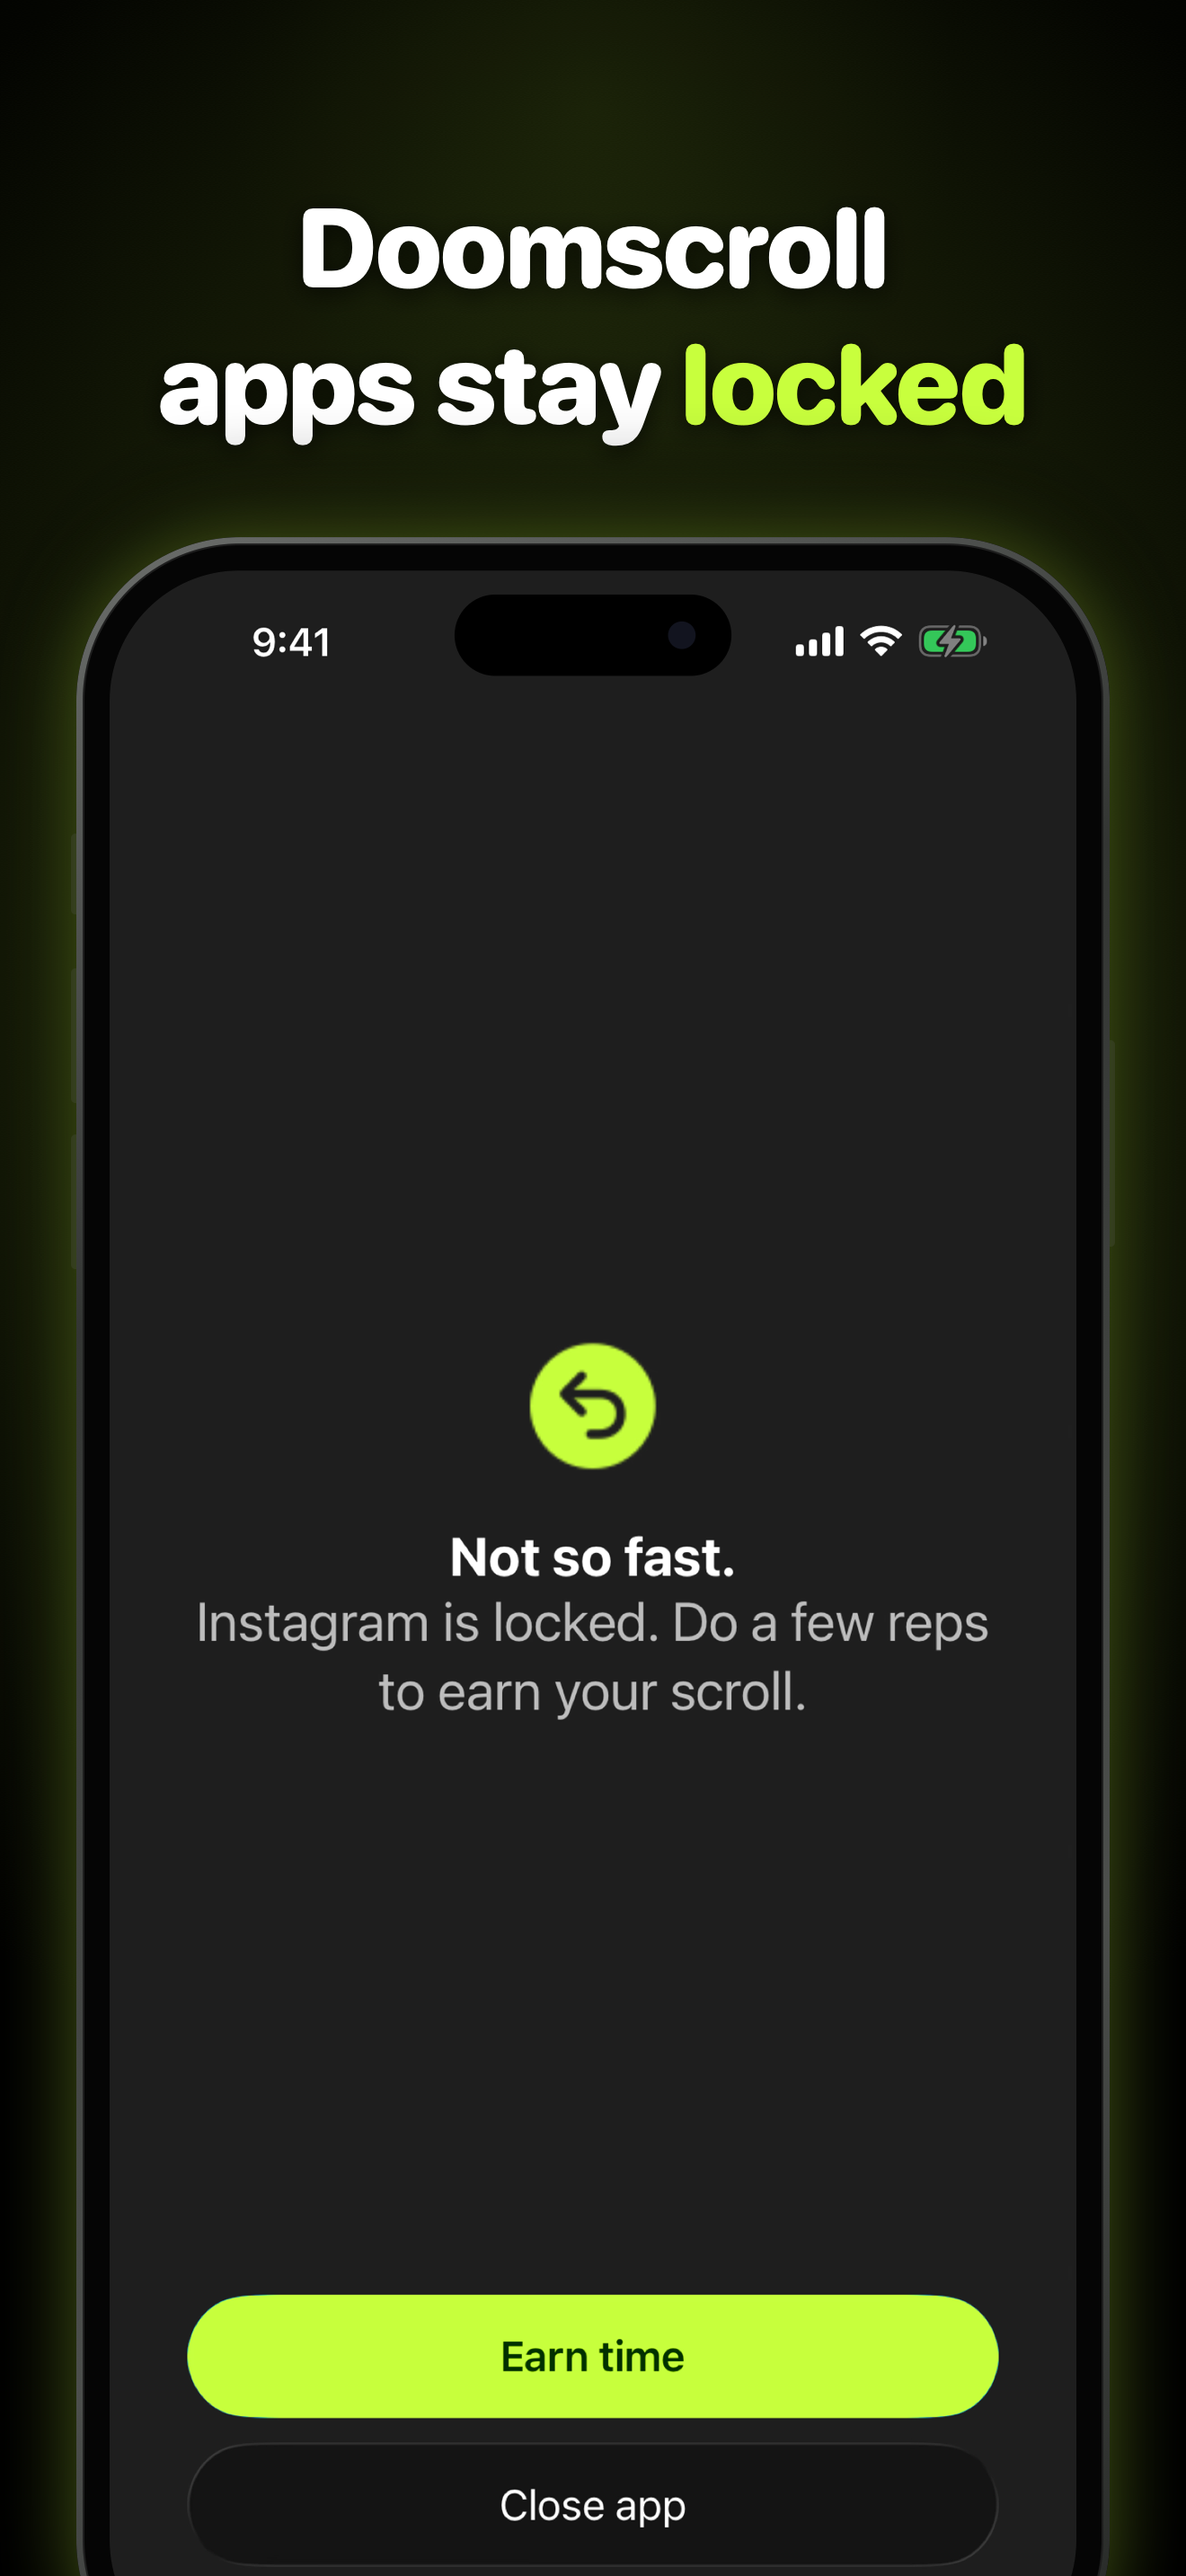 Doomscroll
apps stay locked
9:41
Not so fast.
Instagram is locked. Do a few reps
to earn your scroll.
Earn time
Close app